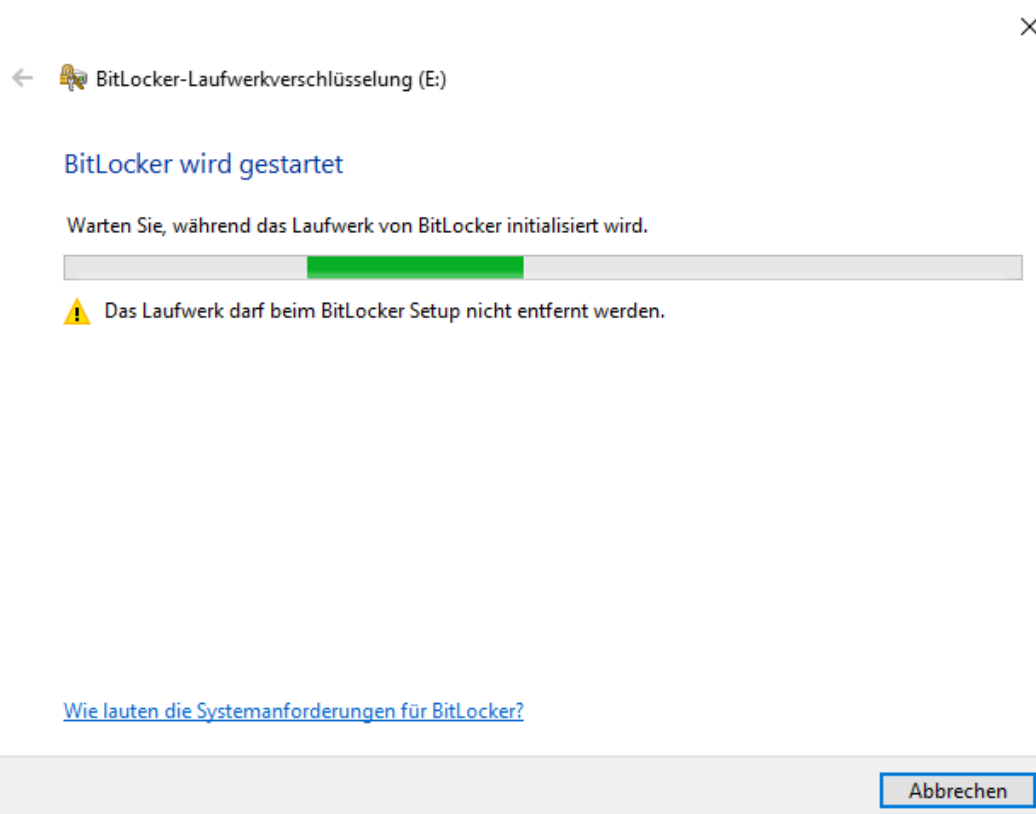 BitLocker-Laufwerkverschlüsselung (E:)
BitLocker wird gestartet
Warten Sie, während das Laufwerk von BitLocker initialisiert wird.
Das Laufwerk darf beim BitLocker Setup nicht entfernt werden.
Wie lauten die Systemanforderungen für BitLocker?
Abbrechen